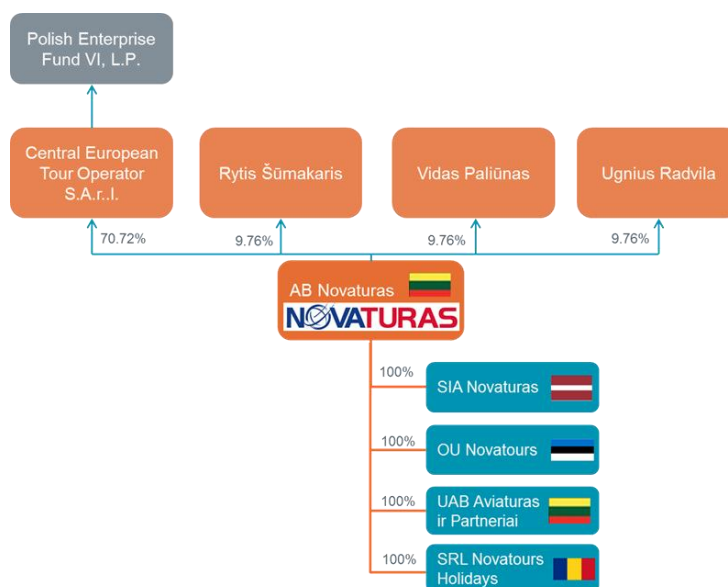 Polish Enterprise
Fund VI, L.P.
Central European
Tour Operator
S.A.r..l.
Rytis Šūmakaris
Vidas Paliūnas
Ugnius Radvila
70.72%
9.76%
9.76%
9.76%
AB Novaturas
NOVATURAS
100%
SIA Novaturas
100%
OU Novatours
100%
UAB Aviaturas
ir Partneriai
100%
SRL Novatours
Holidays